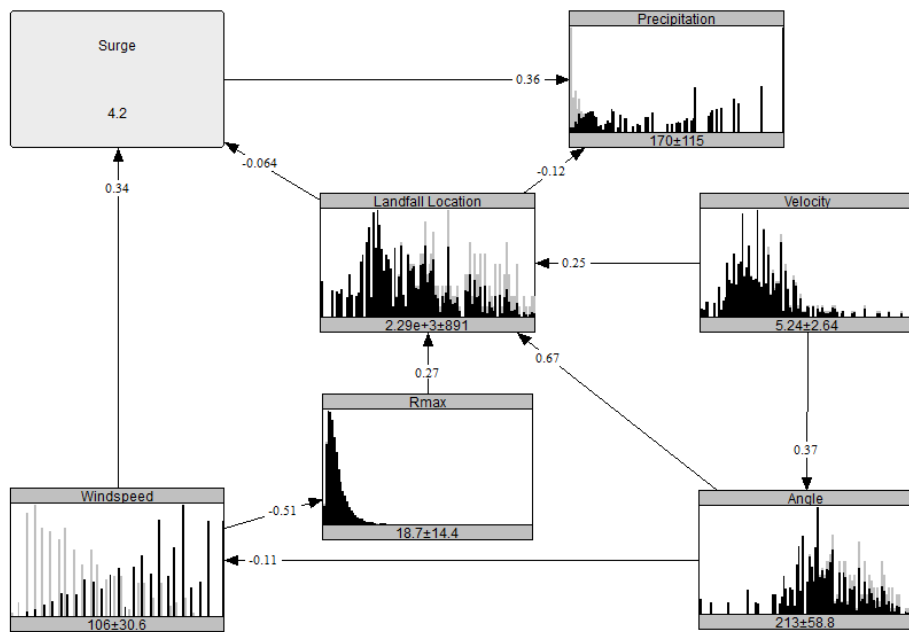 Precipitation
Surge
4.2
0.36
170±115
-0.064
-0.12
0.34
Landfall Location
Velocity
0.25
2.29e+3±891
5.24±2.64
0.67
0.27
Rmax
0.37
Windspeed
-0.51
Angle
18.7±14.4
-0.11
106±30.6
213±58.8